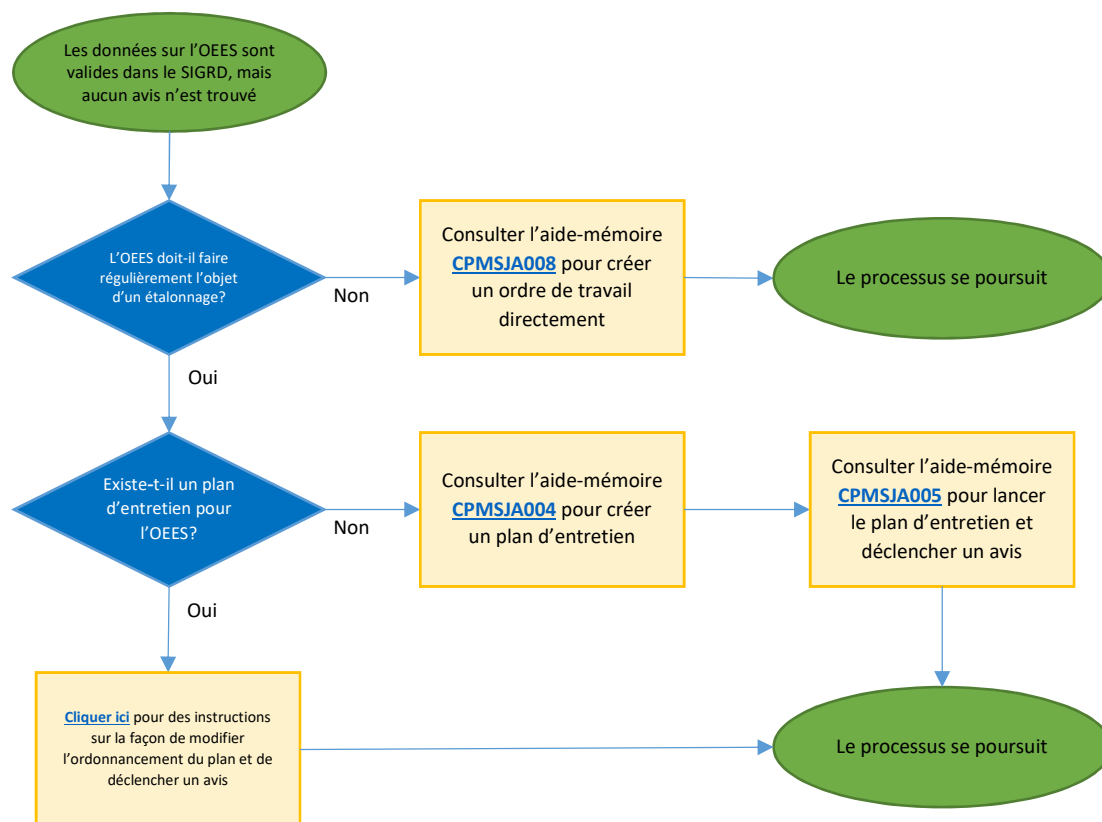 Les données sur l’OEES sont
valides dans le SIGRD, mais
aucun avis n’est trouvé
L’OEES doit-il faire
régulièrement l’objet
d’un étalonnage?
Non
Consulter l’aide-mémoire
CPMSJA008 pour créer
un ordre de travail
directement
Le processus se poursuit
Oui
Existe-t-il un plan
d’entretien pour
l’OEES?
Non
Consulter l’aide-mémoire
CPMSJA004 pour créer
un plan d’entretien
Consulter l’aide-mémoire
CPMSJA005 pour lancer
le plan d’entretien et
déclencher un avis
Oui
Cliquer ici pour des instructions
sur la façon de modifier
l’ordonnancement du plan et de
déclencher un avis
Le processus se poursuit